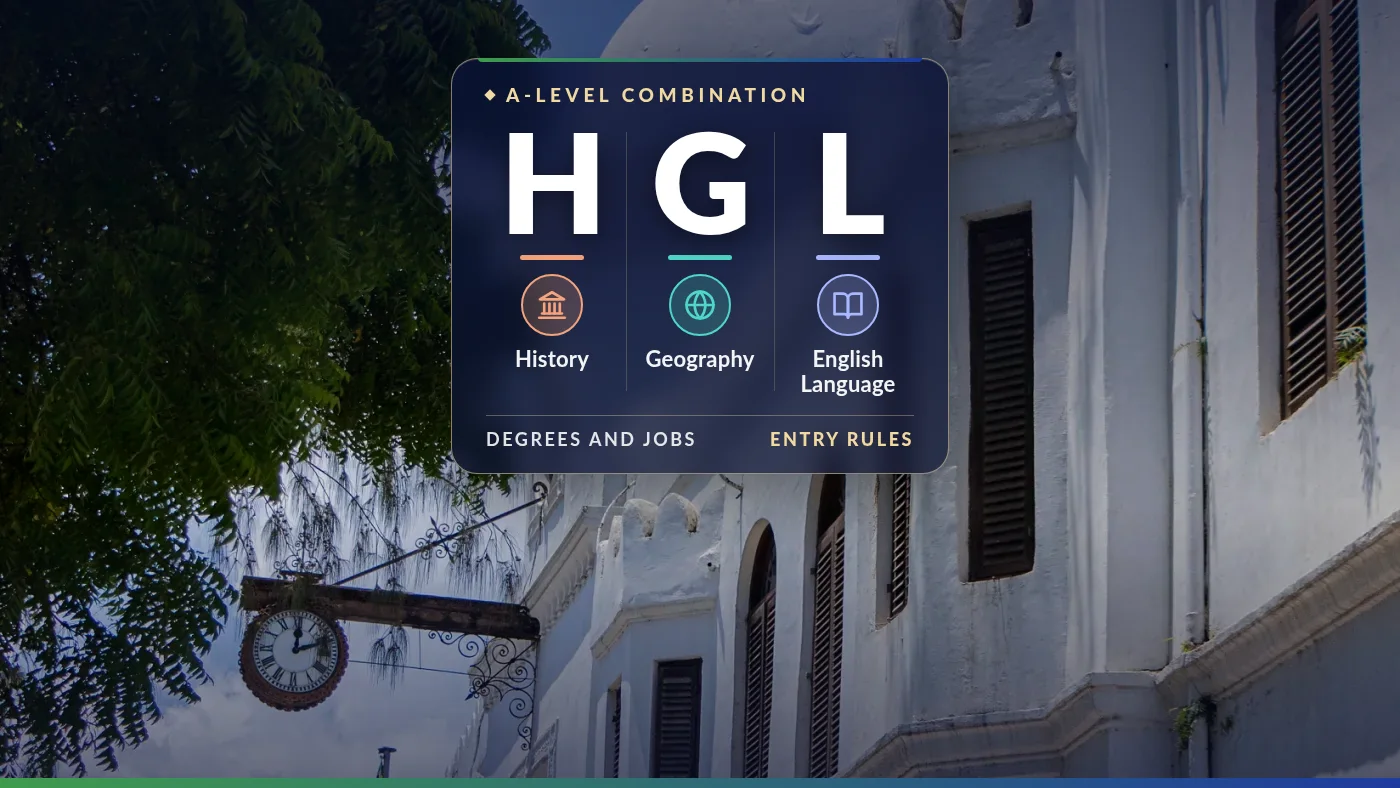 A-LEVEL COMBINATION
H G L
History Geography English Language
DEGREES AND JOBS ENTRY RULES